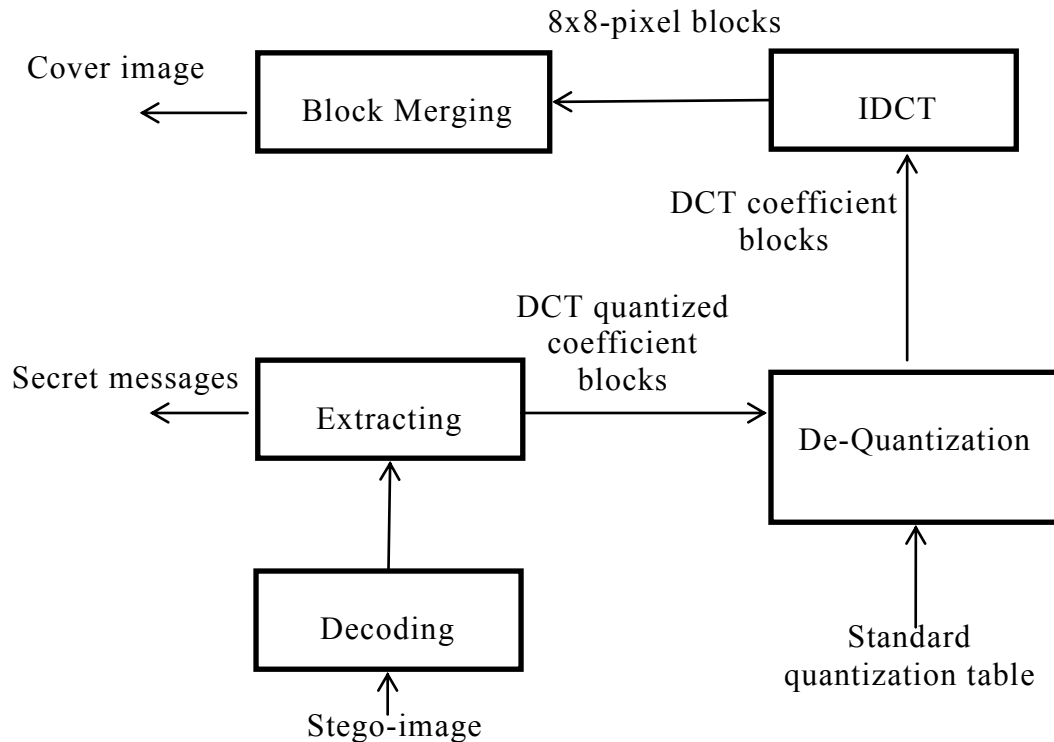 8x8-pixel blocks
Cover image
Block Merging
IDCT
DCT coefficient
blocks
DCT quantized
coefficient
blocks
Secret messages
Extracting
De-Quantization
Decoding
Standard
quantization table
Stego-image